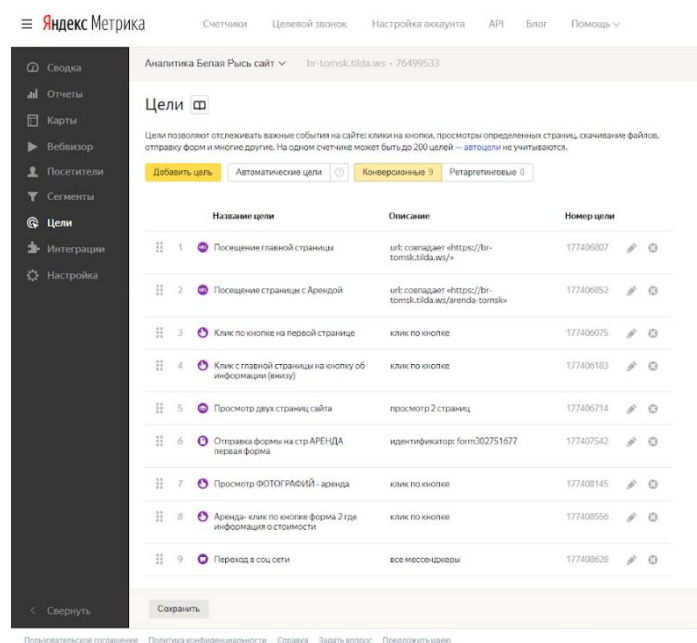 Яндекс Метрика
Счетчики Целевой звонок Настройка аккаунта API Блог Помощь
Сводка
Отчеты
Карты
Вебвизор
Посетители
Сегменты
Цели
Интеграции
Настройка
Свернуть
Аналитика Белая Рысь сайт br-tomsk.tilda.ws • 76499533
Цели
Цели позволяют отслеживать важные события на сайте: клики на кнопки, просмотры определенных страниц, скачивание файлов,
отправку форм и многие другие. На одном счетчике может быть до 200 целей — автоцели не учитываются.
Добавить цель Автоматические цели ? Конверсионные 9 Ретаргетинговые 0
Название цели Описание Номер цели
1 URL Посещение главной страницы url: совпадает «https://br-
tomsk.tilda.ws/» 177406807
2 URL Посещение страницы с Арендой url: совпадает «https://br-
tomsk.tilda.ws/arenda-tomsk» 177406852
3 Клик по кнопке на первой странице клик по кнопке 177406075
4 Клик с главной страницы на кнопку об клик по кнопке 177406183
информации (внизу)
5 Просмотр двух страниц сайта просмотр 2 страниц 177406714
6 Отправка формы на стр АРЕНДА идентификатор: form302751677 177407542
первая форма
7 Просмотр ФОТОГРАФИЙ - аренда клик по кнопке 177408145
8 Аренда- клик по кнопке форма 2 где клик по кнопке 177408556
информация о стоимости
9 Переход в соц сети все мессенджеры 177408628
Сохранить
Пользовательское соглашение Политика конфиденциальности Справка Задать вопрос Предложить идею